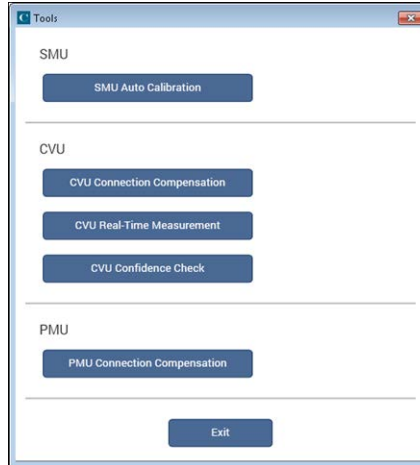 Tools
SMU
SMU Auto Calibration
CVU
CVU Connection Compensation
CVU Real-Time Measurement
CVU Confidence Check
PMU
PMU Connection Compensation
Exit